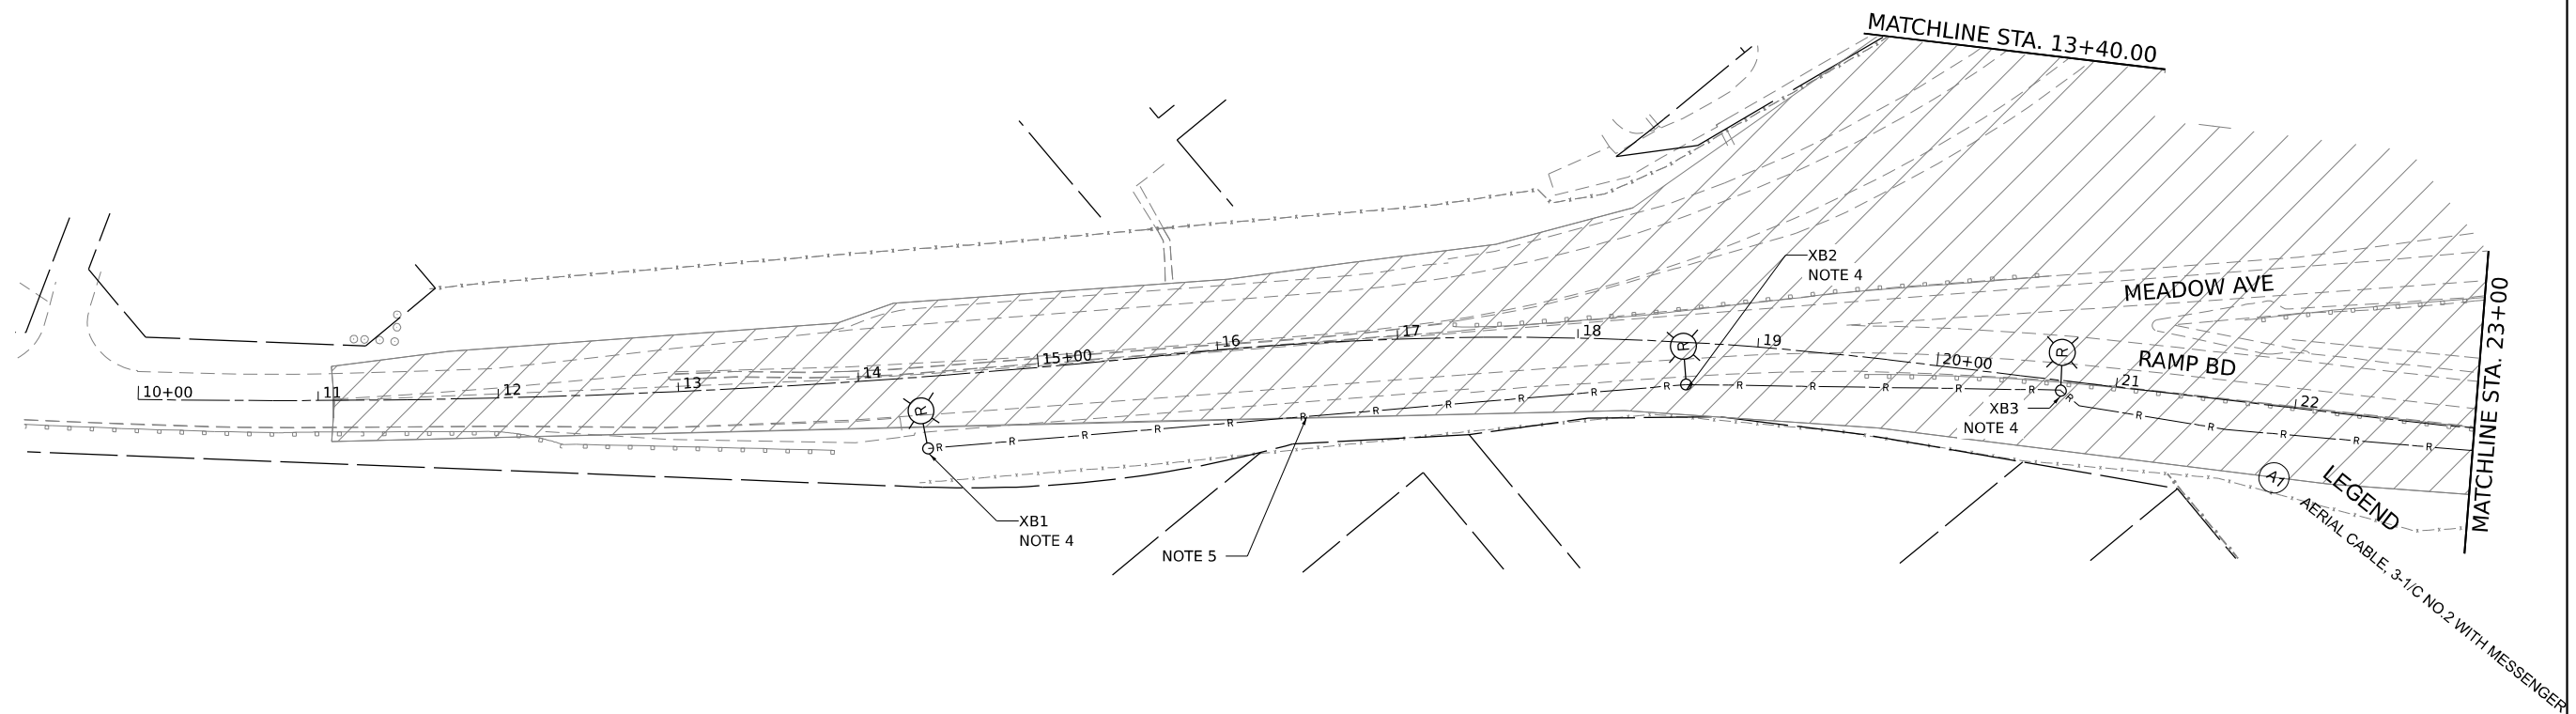 MATCHLINE STA. 13+40.00
XB2
NOTE 4
MEADOW AVE
RAMP BD
MATCHLINE STA. 23+00
10+00
11
12
13
14
15+00
16
17
18
19
20+00
21
22
R
R
R
R R R R R R R R R R R R R R R R R R R R R R
XB3
NOTE 4
XB1
NOTE 4
NOTE 5
A1
LEGEND
AERIAL CABLE, 3-1/C NO.2 WITH MESSENGER